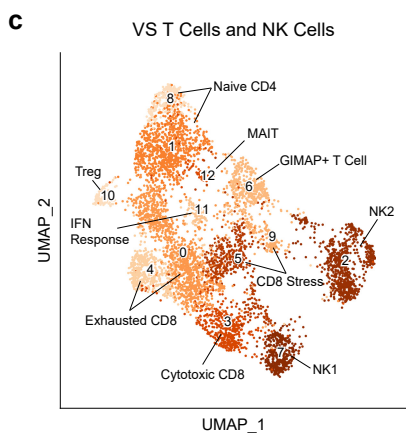 c
VS T Cells and NK Cells
8
Naive CD4
1
MAIT
12
GIMAP+ T Cell
Treg
6
10
NK2
11
IFN
Response
9
0
5
2
4
CD8 Stress
Exhausted CD8
3
7
NK1
Cytotoxic CD8
UMAP_2
UMAP_1